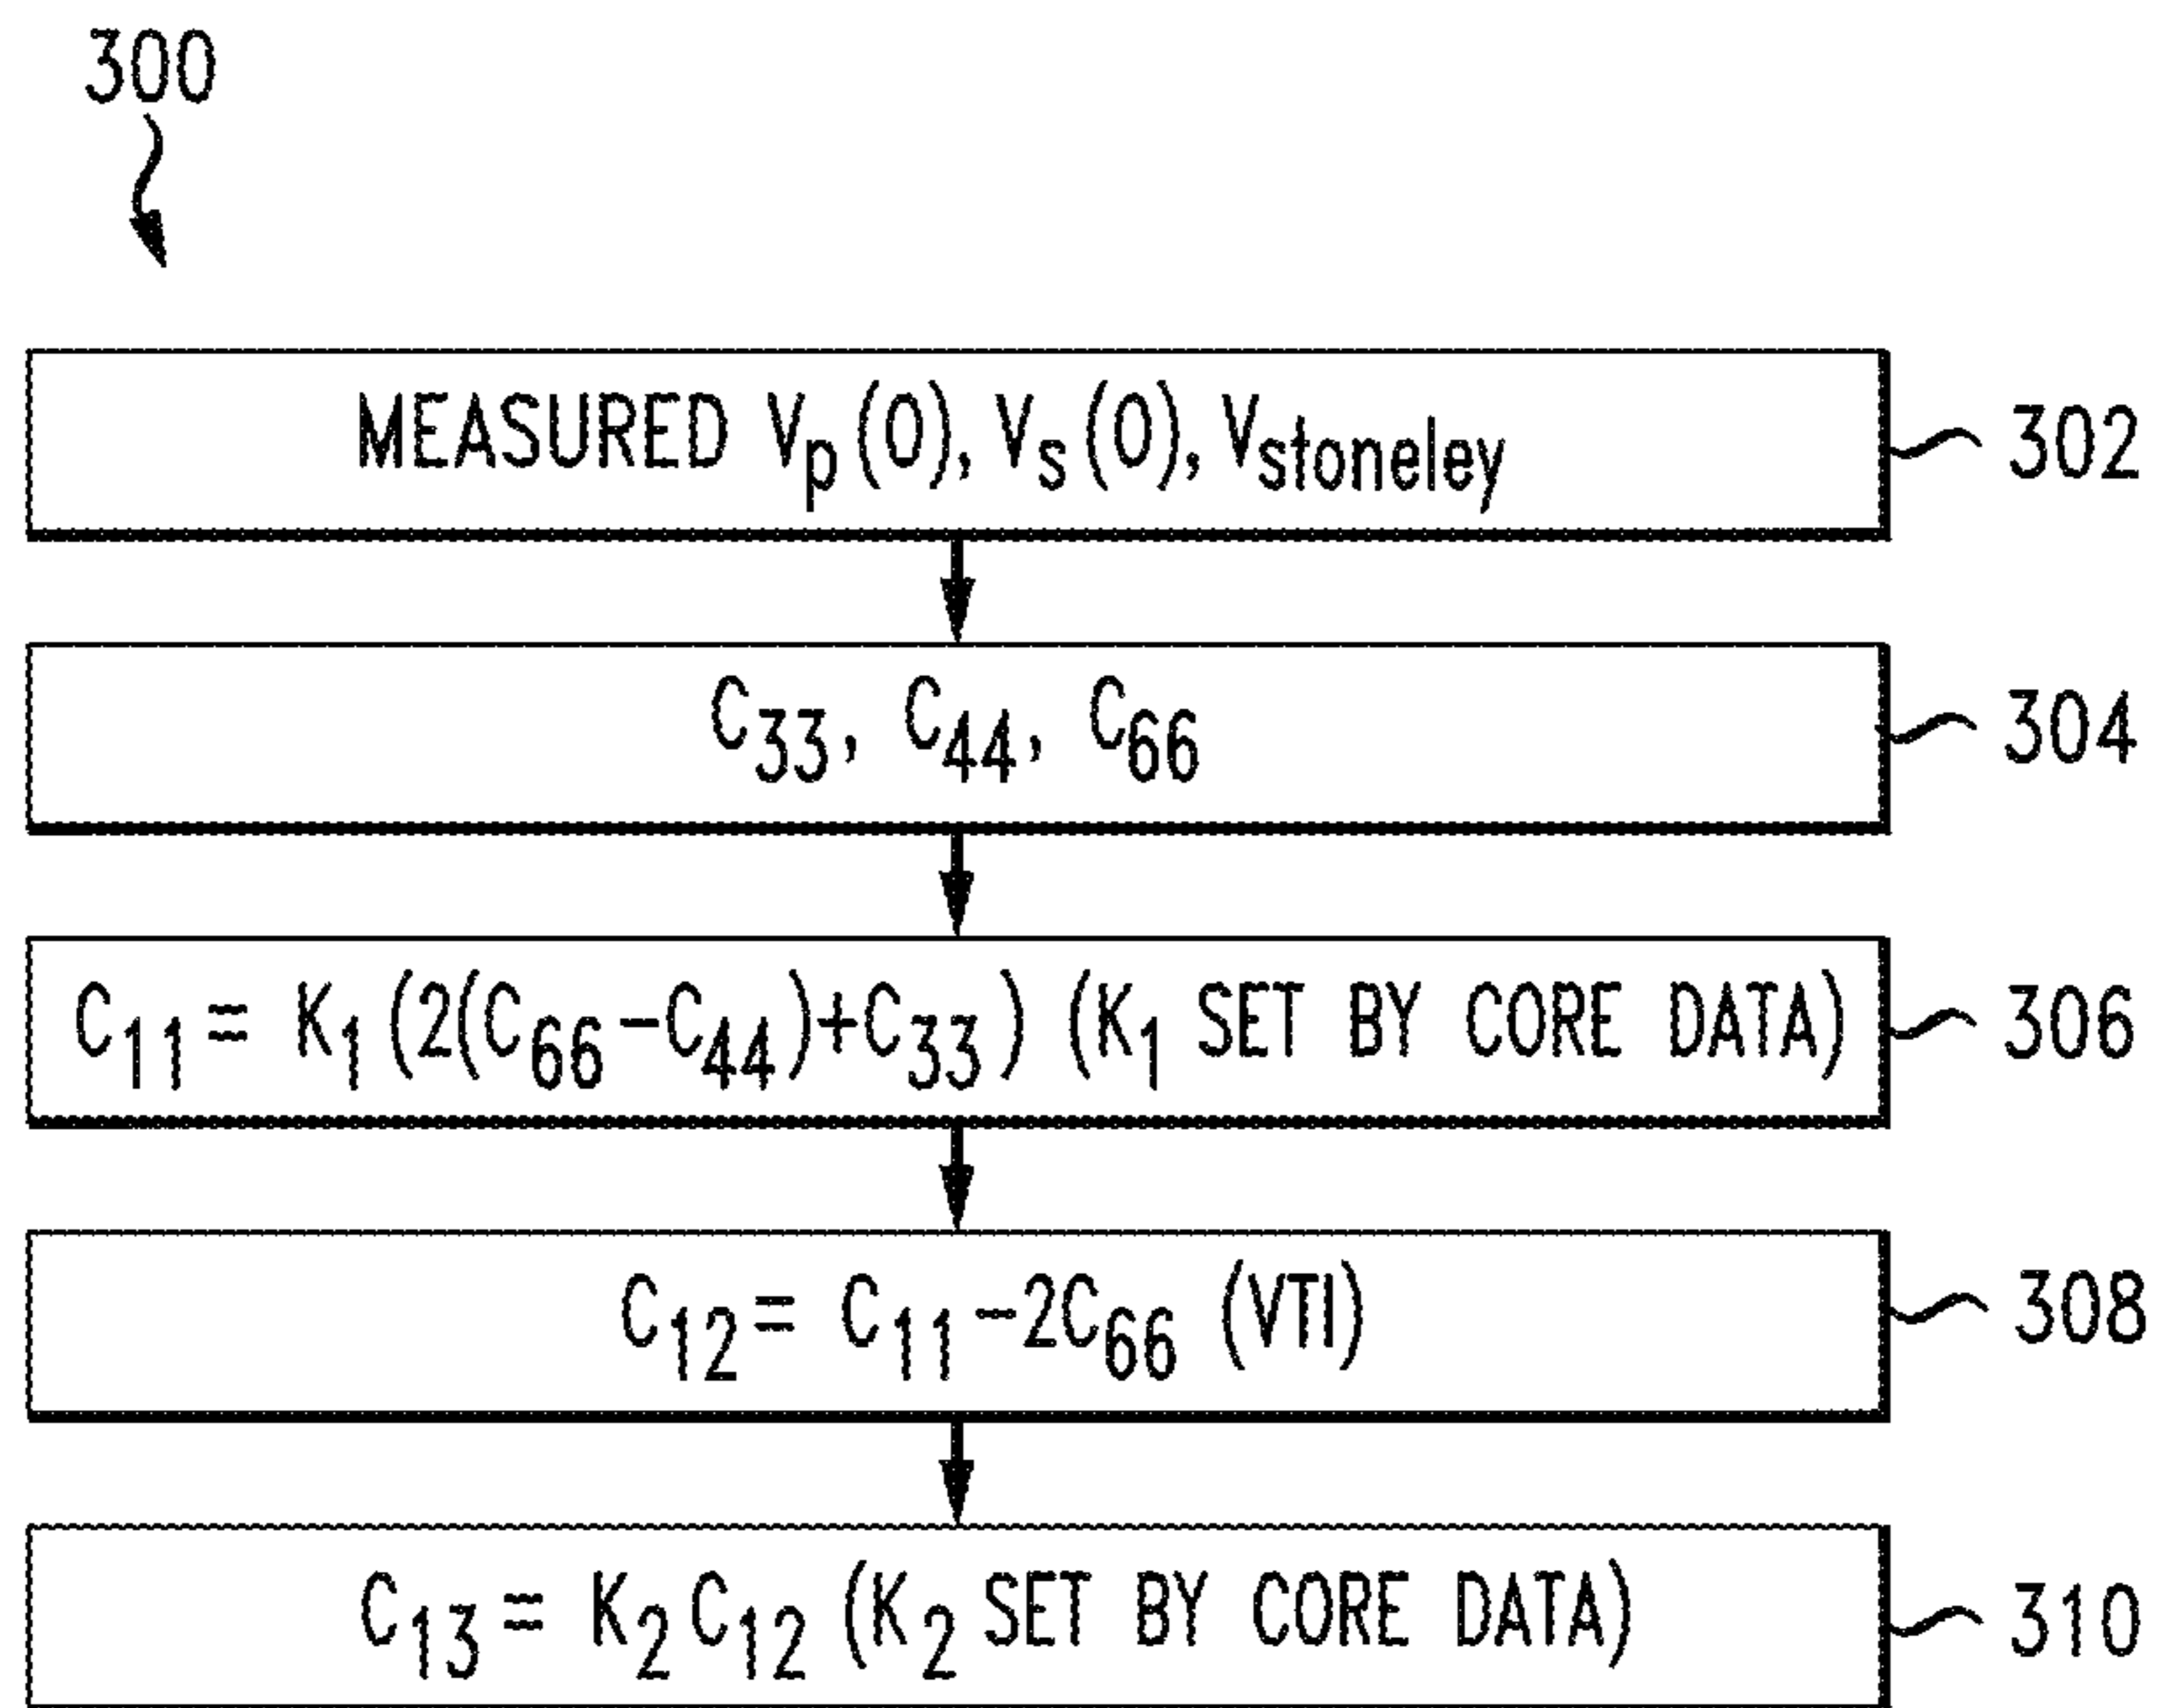 300
MEASURED Vp(0), Vs(0), Vstoneley
302
C33, C44, C66
304
C11 = K1(2(C66-C44)+C33) (K1 SET BY CORE DATA)
306
C12 = C11-2C66 (VTI)
308
C13 = K2C12 (K2 SET BY CORE DATA)
310